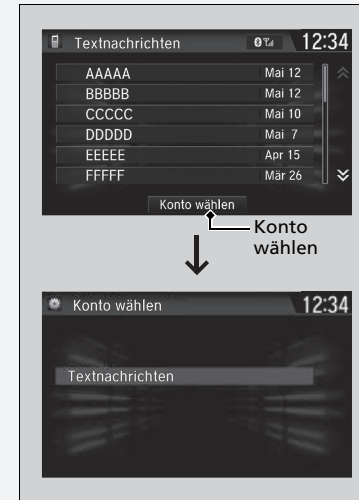 Textnachrichten 12:34
AAAAA Mai 12
BBBBB Mai 12
CCCCC Mai 10
DDDDD Mai 7
EEEEE Apr 15
FFFFF Mär 26
Konto wählen
Konto
wählen
Konto wählen 12:34
Textnachrichten